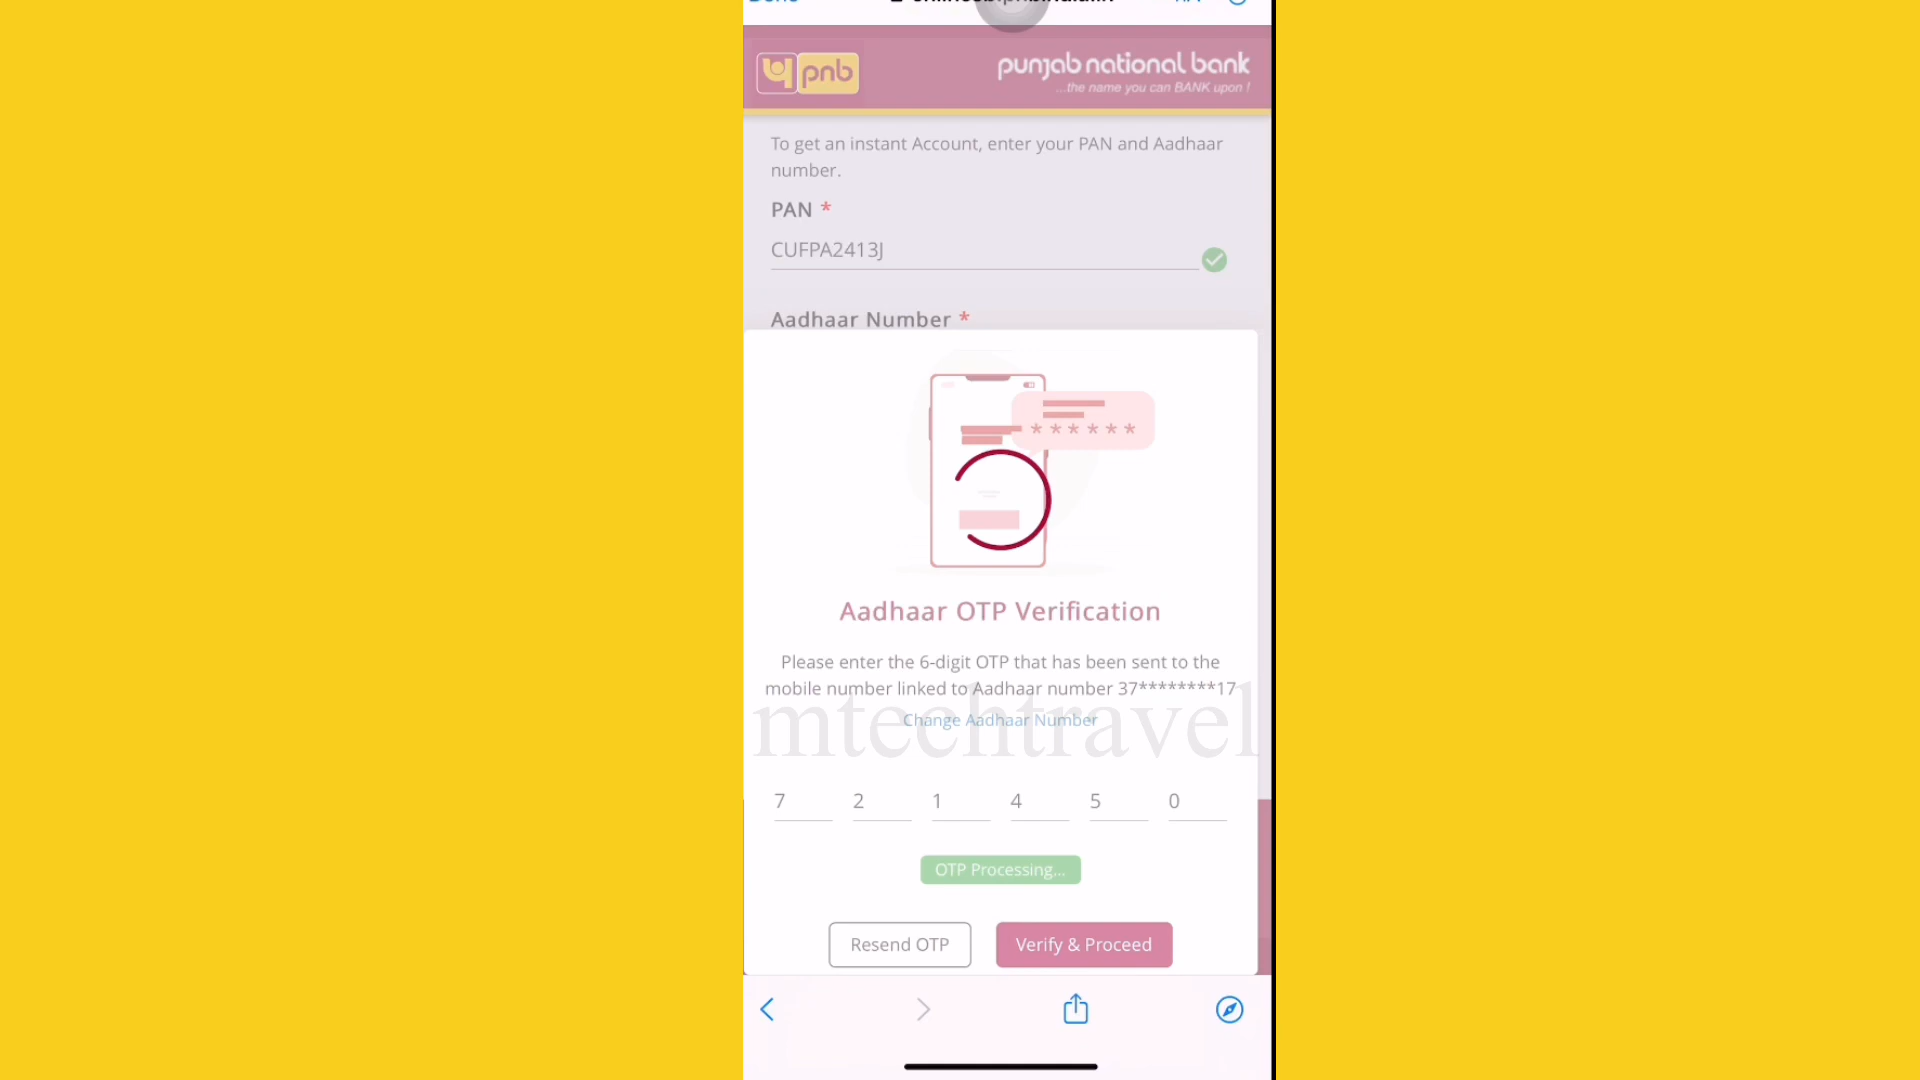 Done
पnb
punjab national bank
...the name you can BANK upon !
To get an instant Account, enter your PAN and Aadhaar
number.
PAN *
CUFPA2413J
Aadhaar Number *
* * * * * *
Aadhaar OTP Verification
Please enter the 6-digit OTP that has been sent to the
mobile number linked to Aadhaar number 37********17
Change Aadhaar Number
mtechtravel
7 2 1 4 5 0
OTP Processing...
Resend OTP
Verify & Proceed